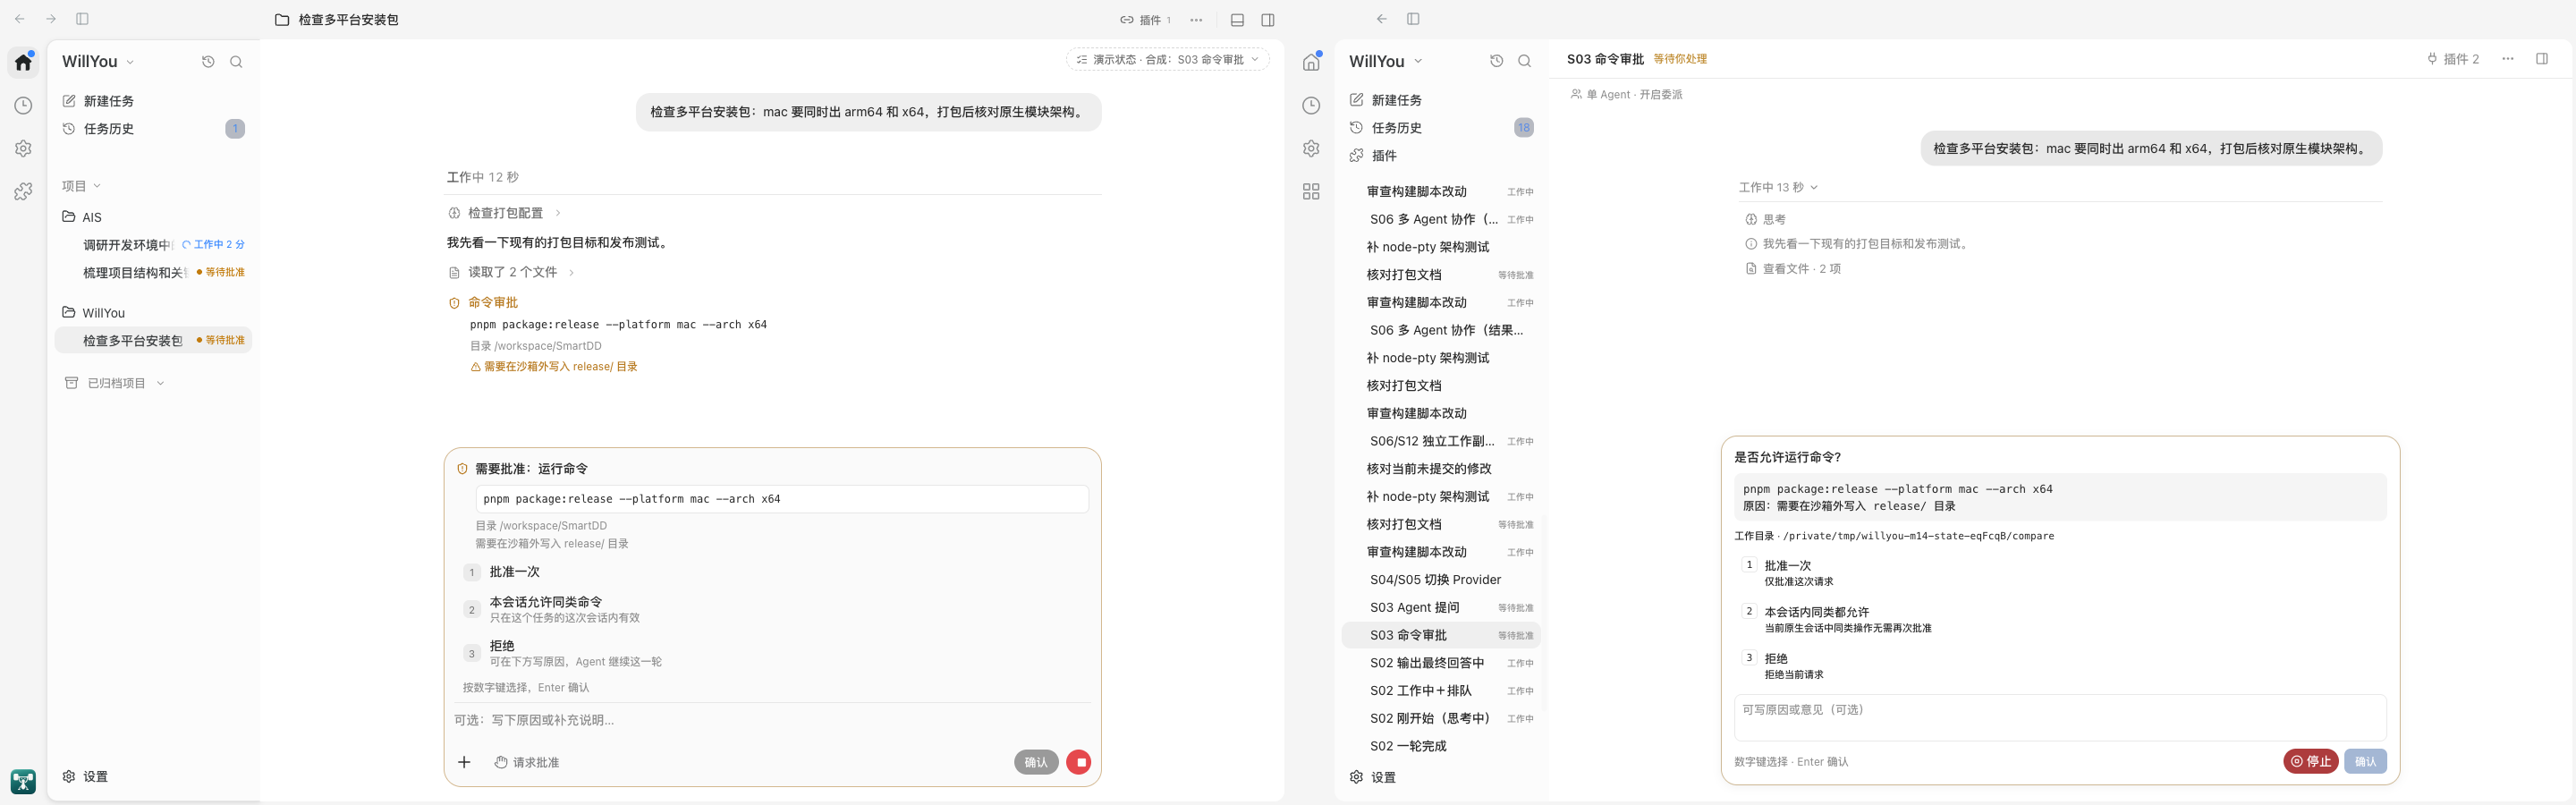 检查多平台安装包
插件 1
WillYou
新建任务
任务历史 1
项目
AIS
调研开发环境中 工作中 2 分
梳理项目结构和关 等待批准
WillYou
检查多平台安装包 等待批准
已归档项目
设置
演示状态 · 合成：S03 命令审批
检查多平台安装包：mac 要同时出 arm64 和 x64，打包后核对原生模块架构。
工作中 12 秒
检查打包配置
我先看一下现有的打包目标和发布测试。
读取了 2 个文件
命令审批
pnpm package:release --platform mac --arch x64
目录 /workspace/SmartDD
需要在沙箱外写入 release/ 目录
需要批准：运行命令
pnpm package:release --platform mac --arch x64
目录 /workspace/SmartDD
需要在沙箱外写入 release/ 目录
1 批准一次
2 本会话允许同类命令
只在这个任务的这次会话内有效
3 拒绝
可在下方写原因，Agent 继续这一轮
按数字键选择，Enter 确认
可选：写下原因或补充说明...
请求批准
确认
WillYou
新建任务
任务历史 18
插件
审查构建脚本改动 工作中
S06 多 Agent 协作（... 工作中
补 node-pty 架构测试
核对打包文档 等待批准
审查构建脚本改动 工作中
S06 多 Agent 协作（结果...
补 node-pty 架构测试
核对打包文档
审查构建脚本改动
S06/S12 独立工作副... 工作中
核对当前未提交的修改
补 node-pty 架构测试 工作中
核对打包文档 等待批准
审查构建脚本改动 工作中
S04/S05 切换 Provider
S03 Agent 提问 等待批准
S03 命令审批 等待批准
S02 输出最终回答中 工作中
S02 工作中＋排队 工作中
S02 刚开始（思考中） 工作中
S02 一轮完成
设置
S03 命令审批 等待你处理
插件 2
单 Agent · 开启委派
检查多平台安装包：mac 要同时出 arm64 和 x64，打包后核对原生模块架构。
工作中 13 秒
思考
我先看一下现有的打包目标和发布测试。
查看文件 · 2 项
是否允许运行命令?
pnpm package:release --platform mac --arch x64
原因：需要在沙箱外写入 release/ 目录
工作目录 · /private/tmp/willyou-m14-state-eqFcqB/compare
1 批准一次
仅批准这次请求
2 本会话内同类都允许
当前原生会话中同类操作无需再次批准
3 拒绝
拒绝当前请求
可写原因或意见（可选）
数字键选择 · Enter 确认
停止
确认